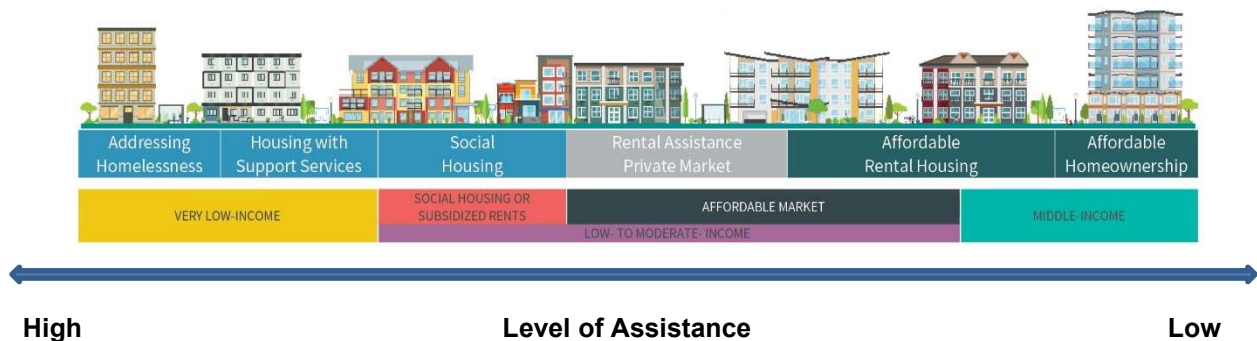 Addressing
Homelessness
Housing with
Support Services
Social
Housing
Rental Assistance
Private Market
Affordable
Rental Housing
Affordable
Homeownership
VERY LOW-INCOME
SOCIAL HOUSING OR
SUBSIDIZED RENTS
AFFORDABLE MARKET
MIDDLE-INCOME
LOW- TO MODERATE- INCOME
High
Level of Assistance
Low